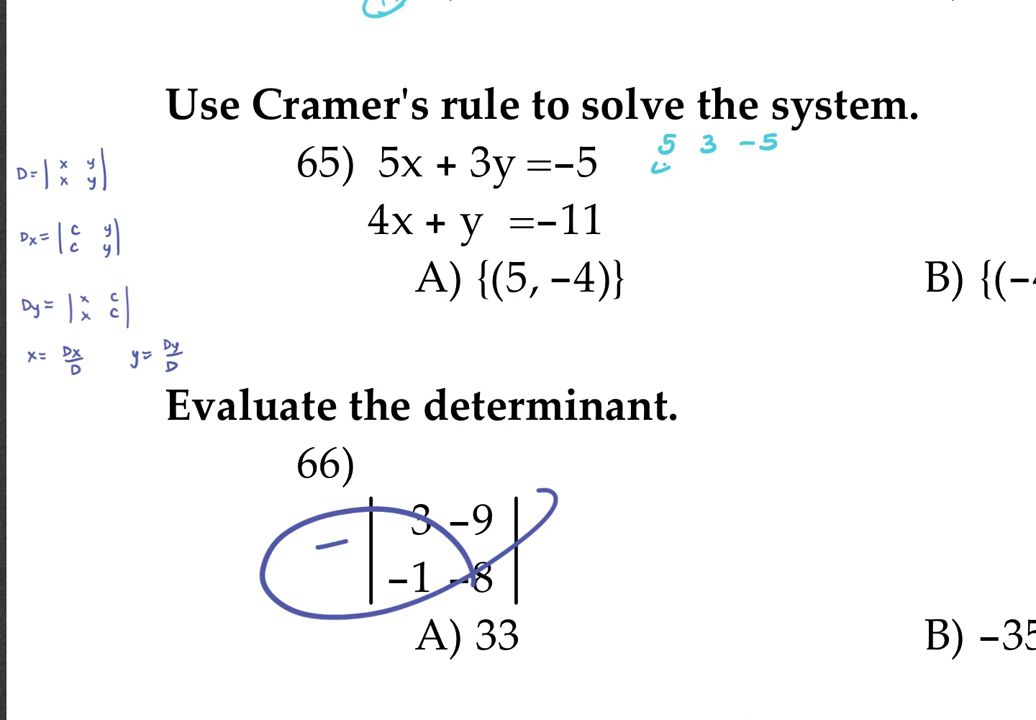 Use Cramer's rule to solve the system.
5 3 -5
65) 5x + 3y =−5
4x + y =−11
A) {(5, −4)} B) {(−
D= | x y |
| x y |
Dx= | c y |
| c y |
Dy= | x c |
| x c |
x= Dx/D y= Dy/D
Evaluate the determinant.
66)
| 3 −9 |
| −1 −8 |
−
A) 33 B) −35